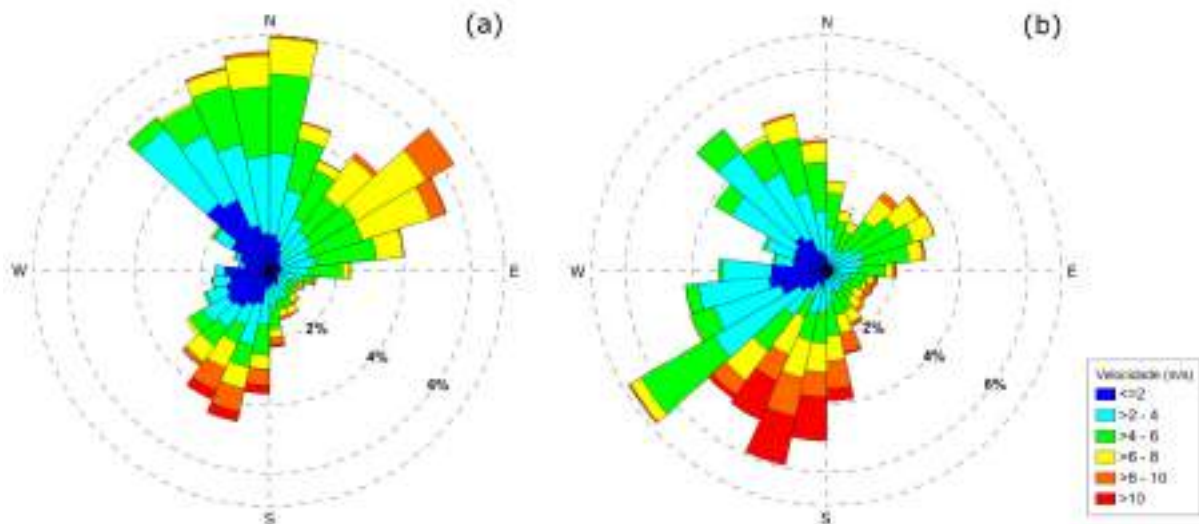 N (a)
N (b)
W E
W E
2%
4%
6%
2%
4%
6%
S
S
Velocidade (m/s)
<=2
>2 - 4
>4 - 6
>6 - 8
>8 - 10
>10